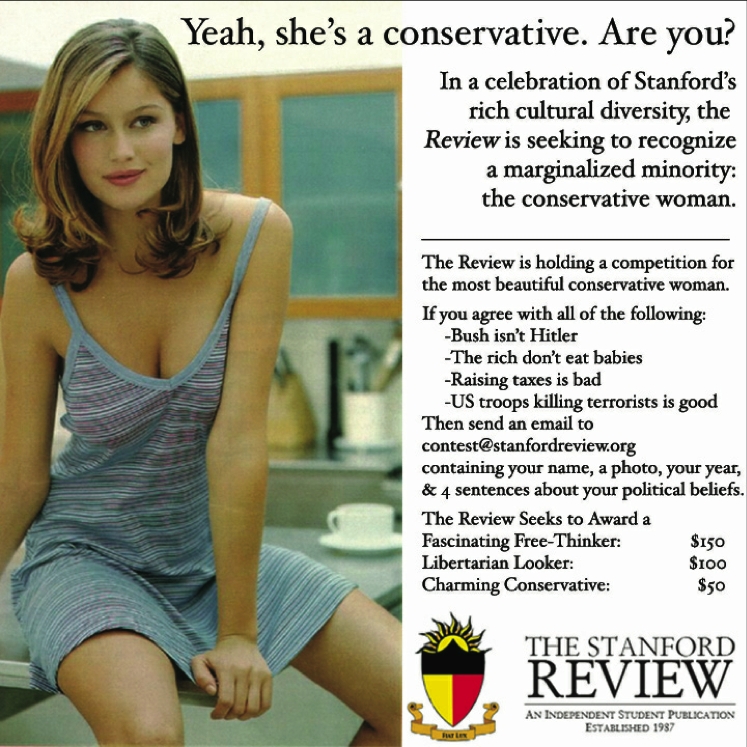 Yeah, she's a conservative. Are you?
In a celebration of Stanford's
rich cultural diversity, the
Review is seeking to recognize
a marginalized minority:
the conservative woman.
The Review is holding a competition for
the most beautiful conservative woman.
If you agree with all of the following:
-Bush isn't Hitler
-The rich don't eat babies
-Raising taxes is bad
-US troops killing terrorists is good
Then send an email to
contest@stanfordreview.org
containing your name, a photo, your year,
& 4 sentences about your political beliefs.
The Review Seeks to Award a
Fascinating Free-Thinker: $150
Libertarian Looker: $100
Charming Conservative: $50
FIAT LUX
THE STANFORD
REVIEW
AN INDEPENDENT STUDENT PUBLICATION
ESTABLISHED 1987